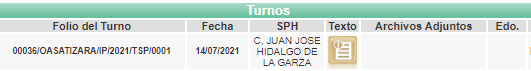 Turnos
Folio del Turno Fecha SPH Texto Archivos Adjuntos Edo.
00036/OASATIZARA/IP/2021/TSP/0001 14/07/2021 C, JUAN JOSE
HIDALGO DE
LA GARZA